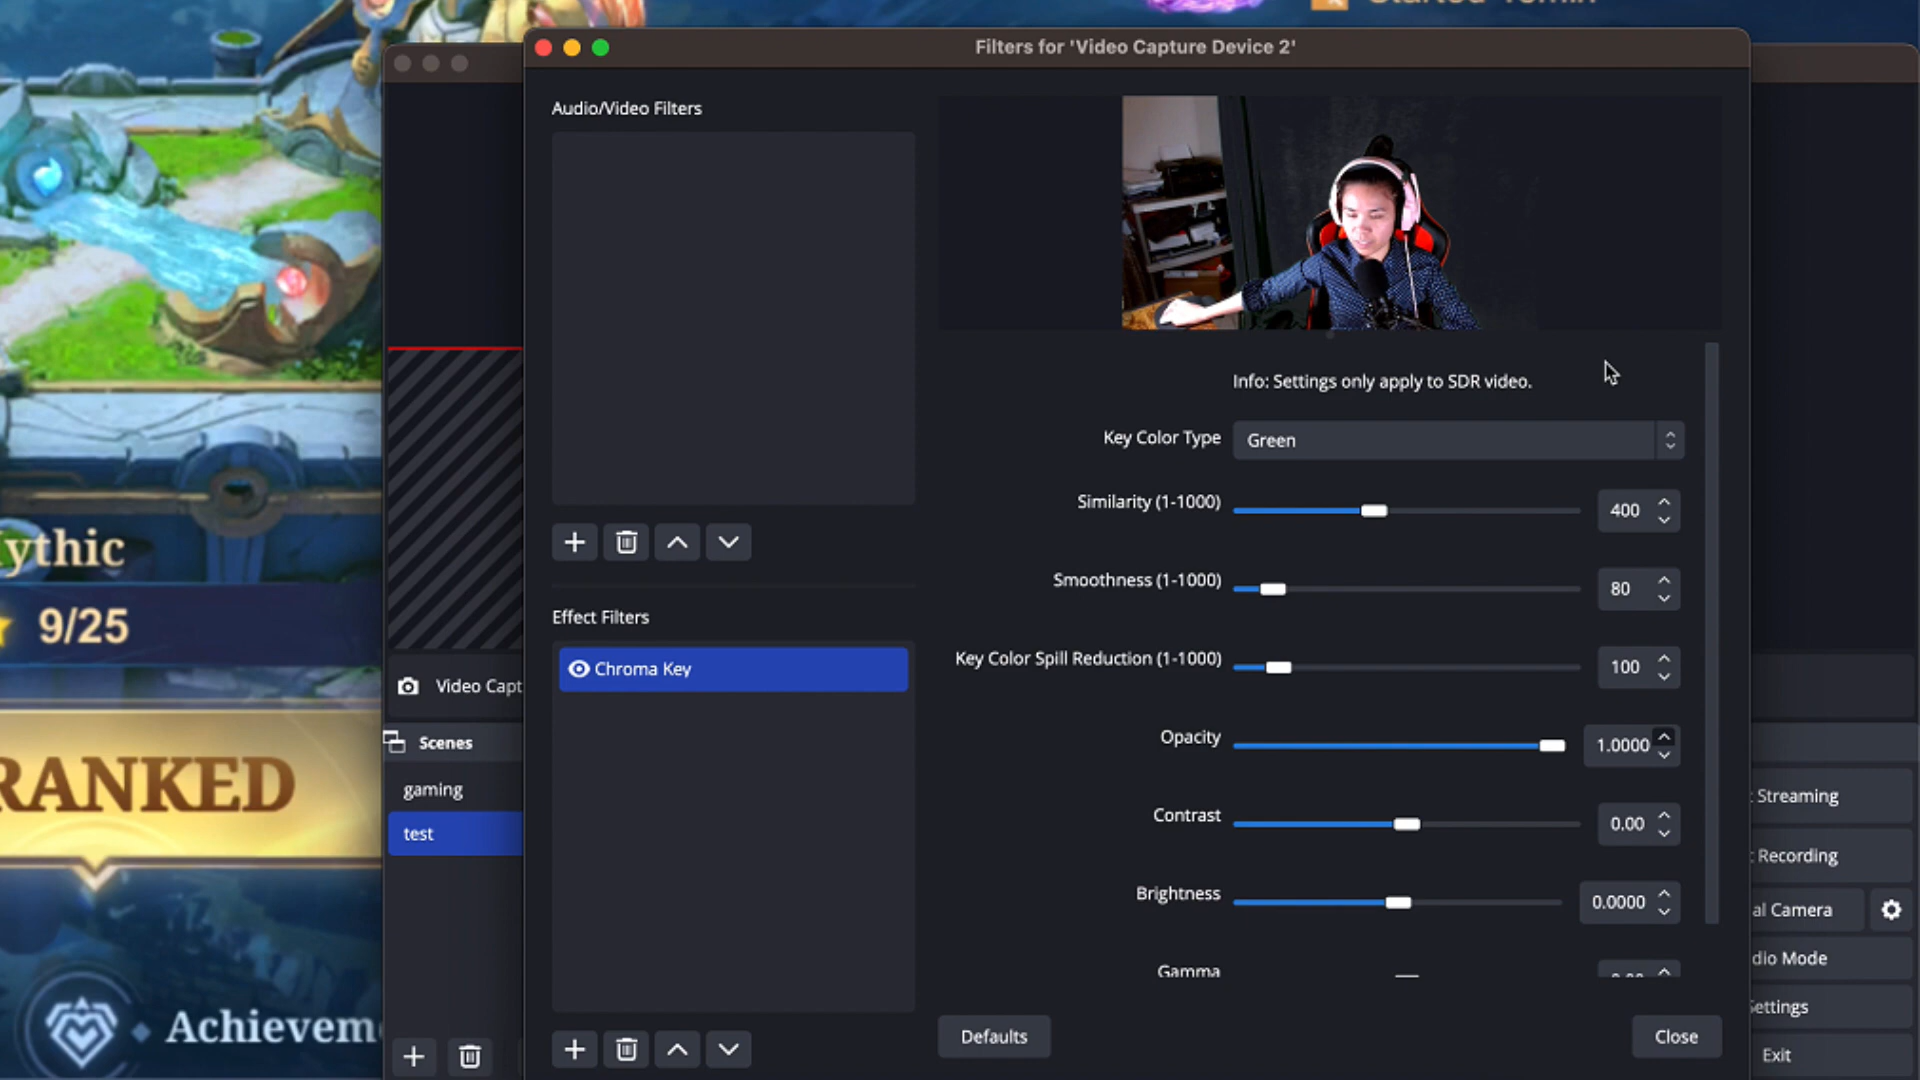 Filters for 'Video Capture Device 2'
Audio/Video Filters
Info: Settings only apply to SDR video.
Key Color Type
Green
Similarity (1-1000)
400
Smoothness (1-1000)
80
Key Color Spill Reduction (1-1000)
100
Opacity
1.0000
Contrast
0.00
Brightness
0.0000
Gamma
Defaults
Close
Effect Filters
Chroma Key
Video Capt
Scenes
gaming
test
ythic
9/25
RANKED
Achievem
Streaming
Recording
al Camera
dio Mode
Settings
Exit